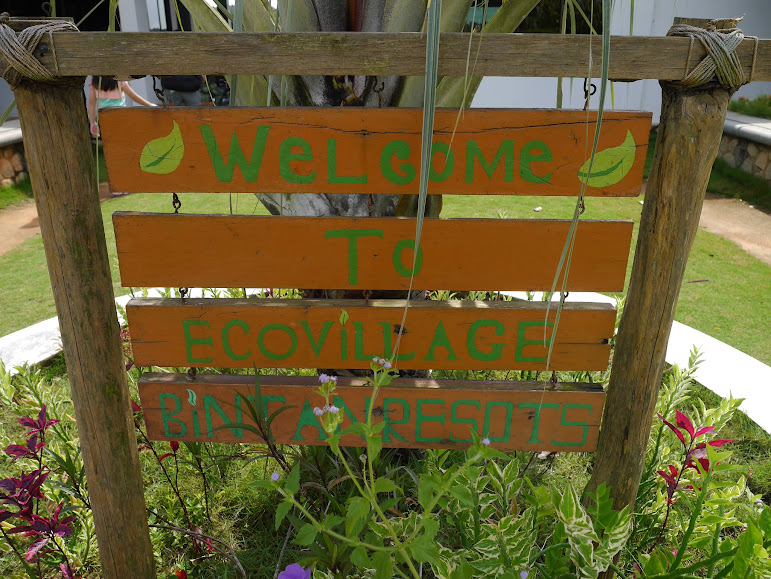 Welcome
To
ECOViLLAGE
BiNTAN RESOTS